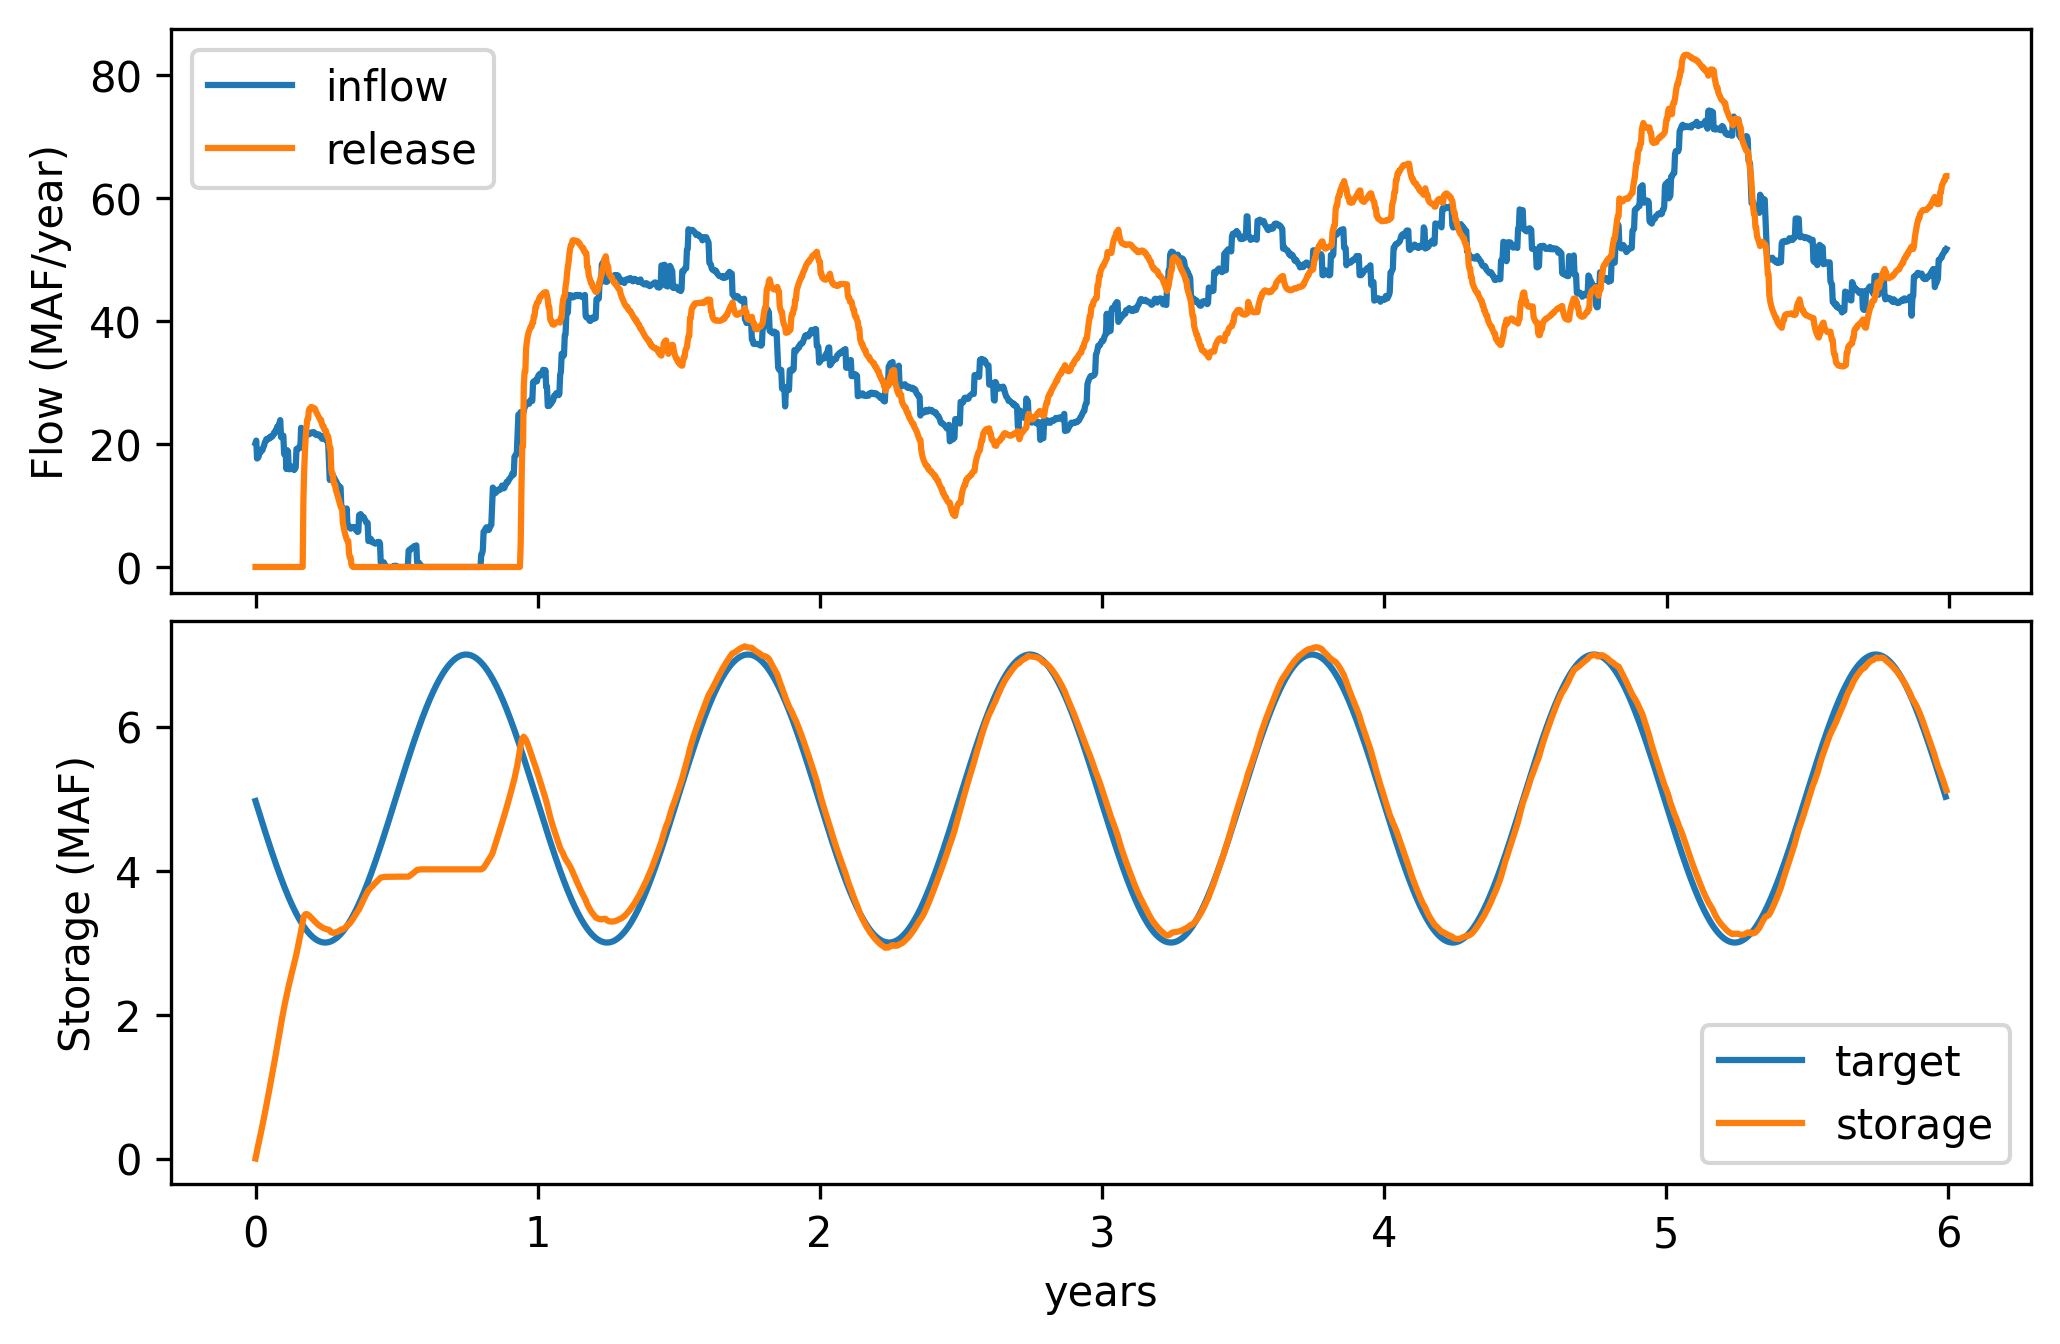 Flow (MAF/year)
80
60
40
20
0
inflow
release
Storage (MAF)
6
4
2
0
target
storage
0 1 2 3 4 5 6
years